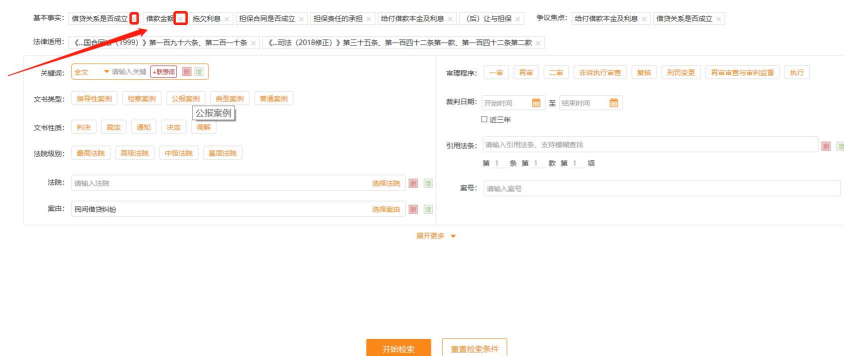 基本事实： 借贷关系是否成立 × 借款金额 × 拖欠利息 × 担保合同是否成立 × 担保责任的承担 × 给付借款本金及利息 × （后）让与担保 × 争议焦点： 给付借款本金及利息 × 借贷关系是否成立 ×
法律适用： 《...国合同法（1999）》第一百九十六条、第二百一十条 × 《...司法（2018修正）》第三十五条、第一百四十二条第一款、第一百四十二条第二款 ×
关键词： 全文 请输入关键 +联想词
审理程序： 一审 再审 二审 非诉执行审查 复核 刑罚变更 再审审查与审判监督 执行
文书类型： 指导性案例 检察案例 公报案例 典型案例 普通案例
公报案例
裁判日期： 开始时间 至 结束时间
近三年
文书性质： 判决 裁定 通知 决定 调解
引用法条： 请输入引用法条，支持模糊查找
第 1 条 第 1 款 第 1 项
法院级别： 最高法院 高级法院 中级法院 基层法院
法院： 请输入法院 选择法院
案号： 请输入案号
案由： 民间借贷纠纷 选择案由
展开更多
开始检索 重置检索条件